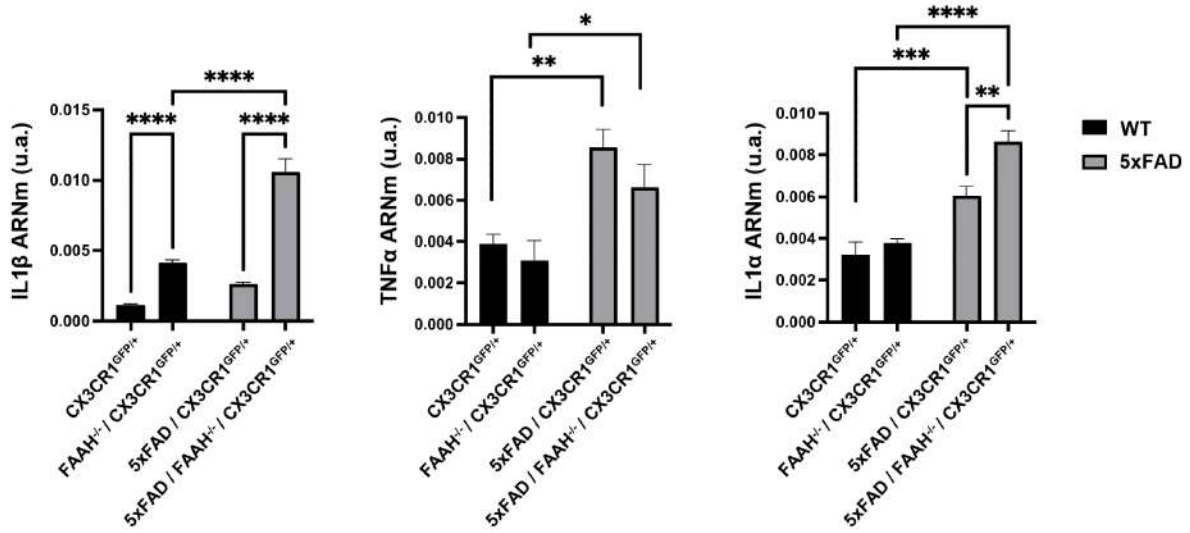 ****
****
****
IL1β ARNm (u.a.)
0.015
0.010
0.005
0.000
CX3CR1GFP/+
FAAH-/- / CX3CR1GFP/+
5xFAD / CX3CR1GFP/+
5xFAD / FAAH-/- / CX3CR1GFP/+
*
**
TNFα ARNm (u.a.)
0.010
0.008
0.006
0.004
0.002
0.000
CX3CR1GFP/+
FAAH-/- / CX3CR1GFP/+
5xFAD / CX3CR1GFP/+
5xFAD / FAAH-/- / CX3CR1GFP/+
****
***
**
IL1α ARNm (u.a.)
0.010
0.008
0.006
0.004
0.002
0.000
CX3CR1GFP/+
FAAH-/- / CX3CR1GFP/+
5xFAD / CX3CR1GFP/+
5xFAD / FAAH-/- / CX3CR1GFP/+
WT
5xFAD